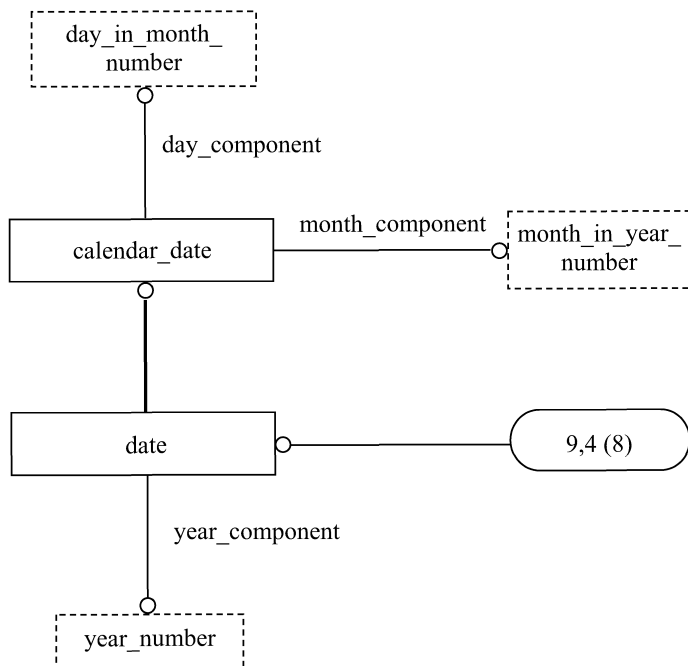 day_in_month_
number
day_component
month_component
calendar_date
month_in_year_
number
date
9,4 (8)
year_component
year_number